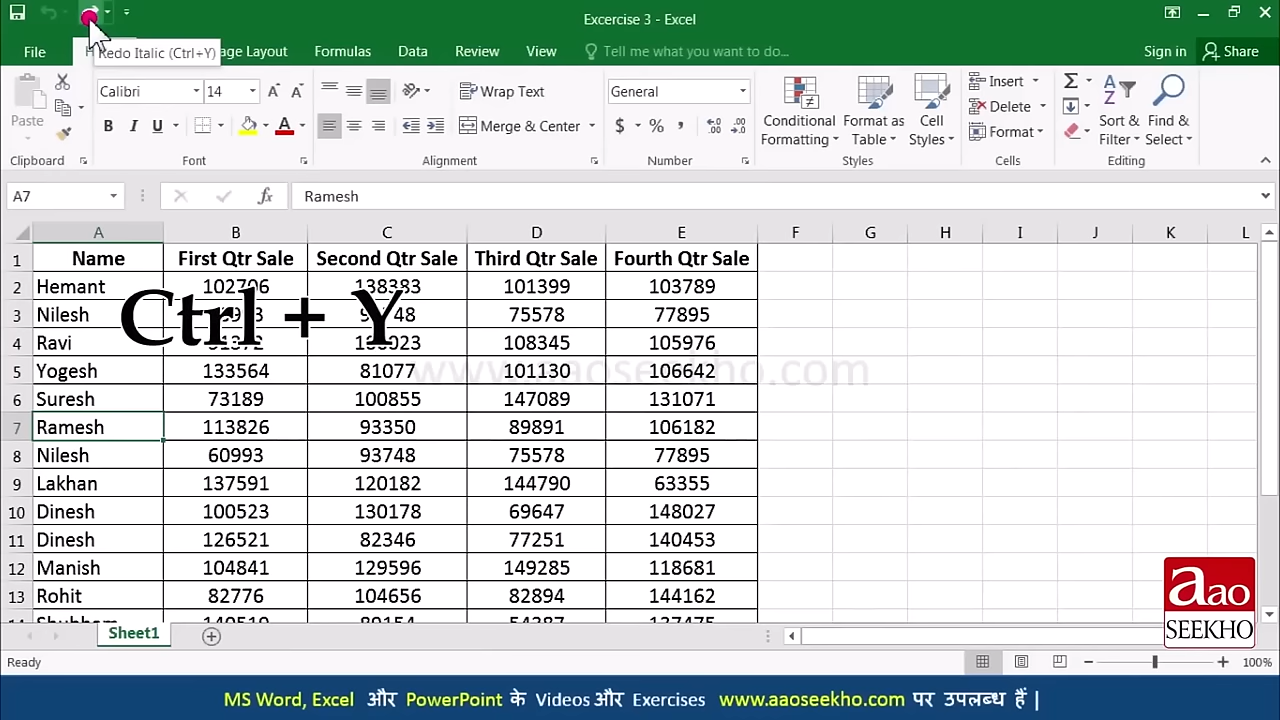 Excercise 3 - Excel
Redo Italic (Ctrl+Y)
File Page Layout Formulas Data Review View Tell me what you want to do... Sign in Share
Paste Calibri 14 B I U A Wrap Text Merge & Center General $ % , Conditional Formatting Format as Table Cell Styles Insert Delete Format Sort & Filter Find & Select
Clipboard Font Alignment Number Styles Cells Editing
A7 fx Ramesh
A B C D E F G H I J K L
1 Name First Qtr Sale Second Qtr Sale Third Qtr Sale Fourth Qtr Sale
2 Hemant 102706 138383 101399 103789
3 Nilesh 75578 77895
4 Ravi 108345 105976
Ctrl + Y
5 Yogesh 133564 81077 101130 106642
www.aaoseekho.com
6 Suresh 73189 100855 147089 131071
7 Ramesh 113826 93350 89891 106182
8 Nilesh 60993 93748 75578 77895
9 Lakhan 137591 120182 144790 63355
10 Dinesh 100523 130178 69647 148027
11 Dinesh 126521 82346 77251 140453
12 Manish 104841 129596 149285 118681
13 Rohit 82776 104656 82894 144162
aao
SEEKHO
Sheet1
Ready 100%
MS Word, Excel और PowerPoint के Videos और Exercises www.aaoseekho.com पर उपलब्ध हैं |